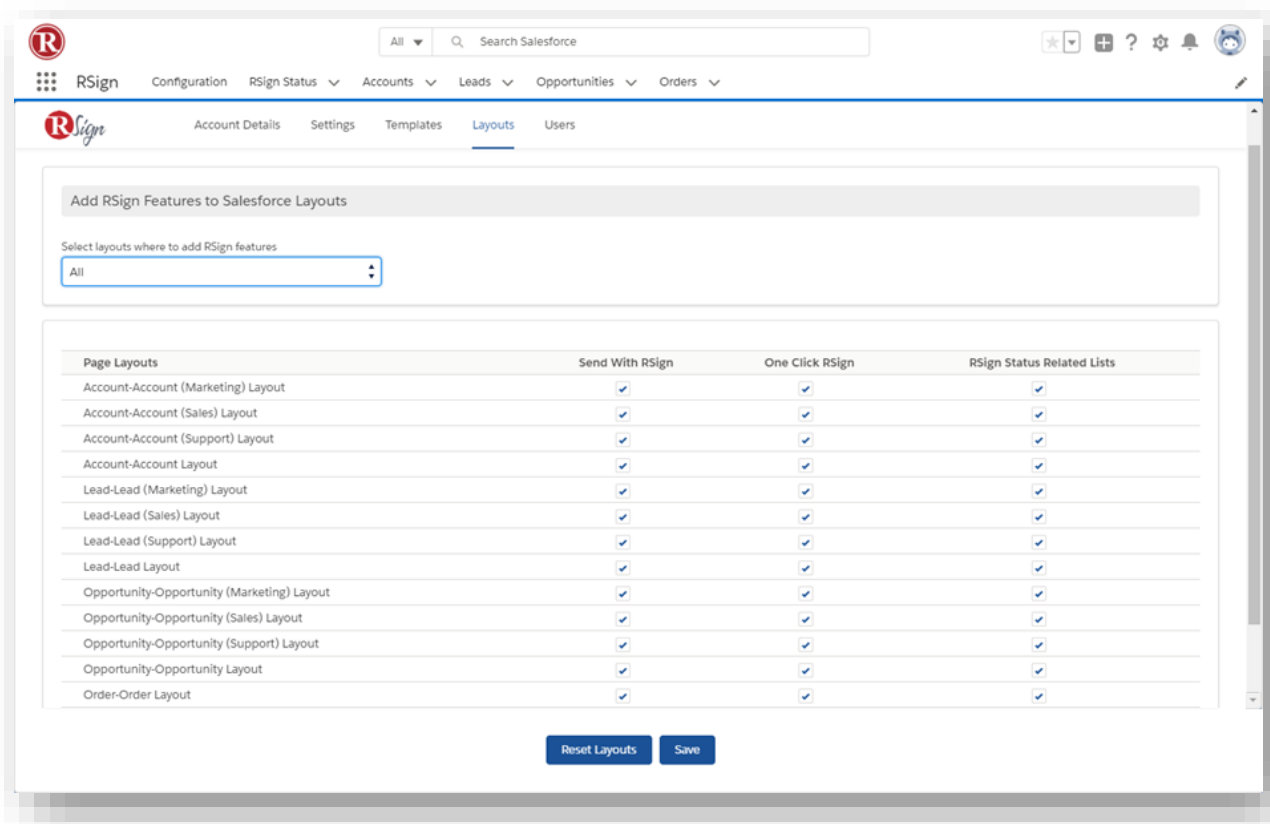 R
All Search Salesforce
RSign Configuration RSign Status Accounts Leads Opportunities Orders
RSign Account Details Settings Templates Layouts Users
Add RSign Features to Salesforce Layouts
Select layouts where to add RSign features
All
Page Layouts Send With RSign One Click RSign RSign Status Related Lists
Account-Account (Marketing) Layout
Account-Account (Sales) Layout
Account-Account (Support) Layout
Account-Account Layout
Lead-Lead (Marketing) Layout
Lead-Lead (Sales) Layout
Lead-Lead (Support) Layout
Lead-Lead Layout
Opportunity-Opportunity (Marketing) Layout
Opportunity-Opportunity (Sales) Layout
Opportunity-Opportunity (Support) Layout
Opportunity-Opportunity Layout
Order-Order Layout
Reset Layouts Save